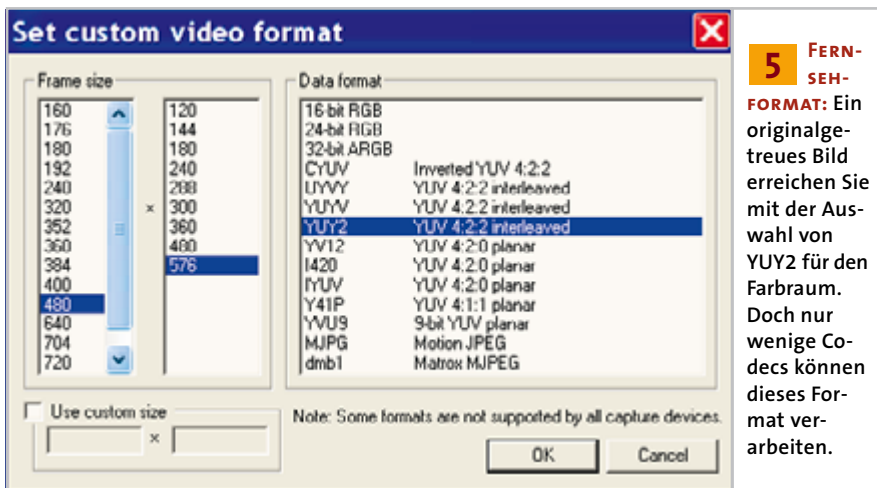 Set custom video format
Frame size
160
176
180
192
240
320
352
360
384
400
480
640
704
720
×
120
144
180
240
288
300
360
480
576
Data format
16-bit RGB
24-bit RGB
32-bit ARGB
CYUV Inverted YUV 4:2:2
UYVY YUV 4:2:2 interleaved
YUYV YUV 4:2:2 interleaved
YUY2 YUV 4:2:2 interleaved
YV12 YUV 4:2:0 planar
I420 YUV 4:2:0 planar
IYUV YUV 4:2:0 planar
Y41P YUV 4:1:1 planar
YVU9 9-bit YUV planar
MJPG Motion JPEG
dmb1 Matrox MJPEG
Use custom size
×
Note: Some formats are not supported by all capture devices.
OK Cancel
5 FERN-
SEH-
FORMAT: Ein
originalge-
treues Bild
erreichen Sie
mit der Aus-
wahl von
YUY2 für den
Farbraum.
Doch nur
wenige Co-
decs können
dieses For-
mat ver-
arbeiten.